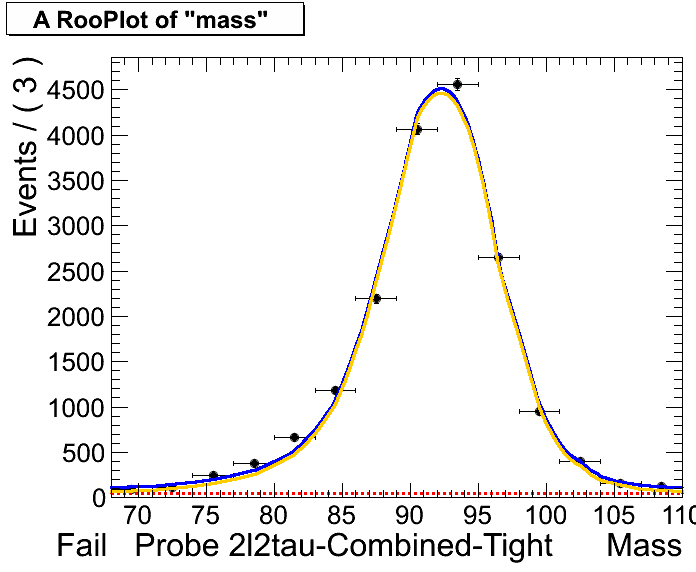 A RooPlot of "mass"
Events / ( 3 )
4500
4000
3500
3000
2500
2000
1500
1000
500
0
70 75 80 85 90 95 100 105 110
Fail Probe 2l2tau-Combined-Tight Mass